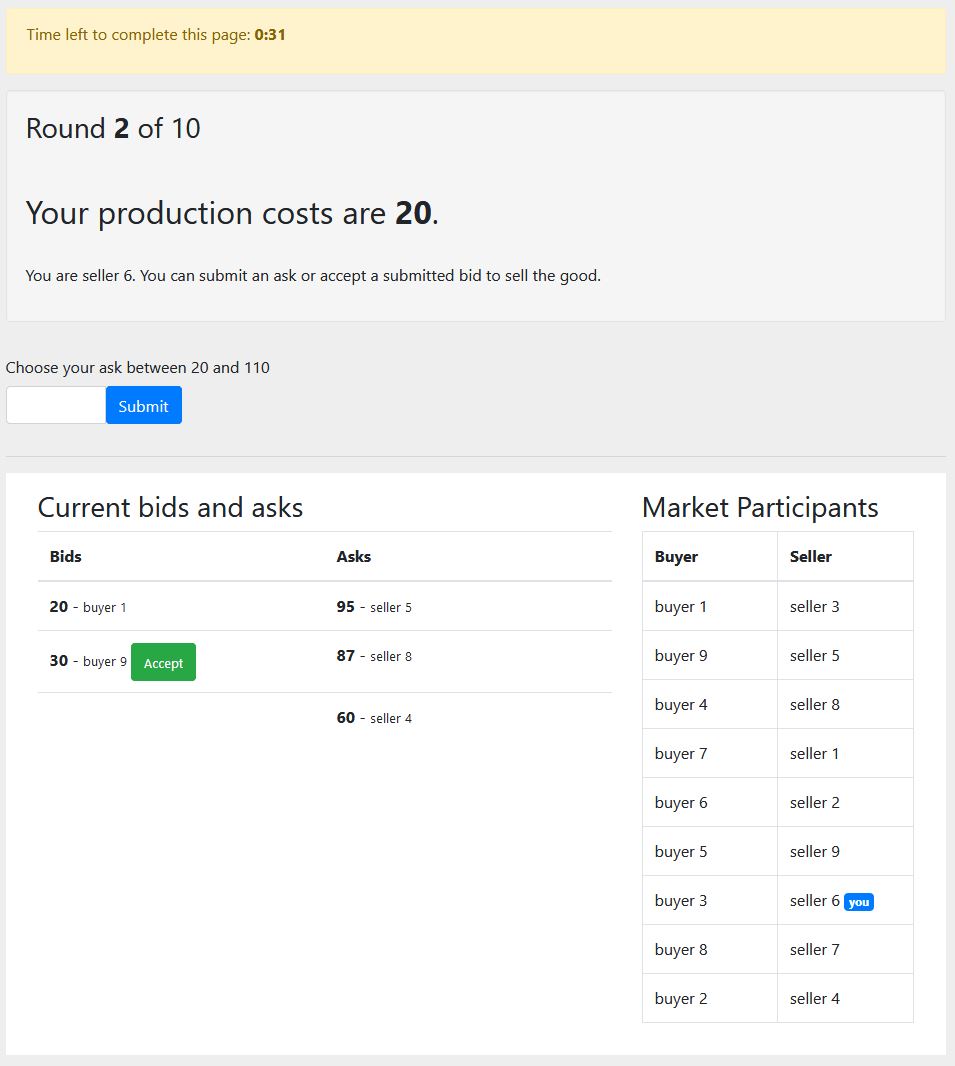 Time left to complete this page: 0:31
Round 2 of 10
Your production costs are 20.
You are seller 6. You can submit an ask or accept a submitted bid to sell the good.
Choose your ask between 20 and 110
Submit
Current bids and asks
Bids Asks
20 - buyer 1 95 - seller 5
30 - buyer 9 Accept 87 - seller 8
60 - seller 4
Market Participants
Buyer Seller
buyer 1 seller 3
buyer 9 seller 5
buyer 4 seller 8
buyer 7 seller 1
buyer 6 seller 2
buyer 5 seller 9
buyer 3 seller 6 you
buyer 8 seller 7
buyer 2 seller 4